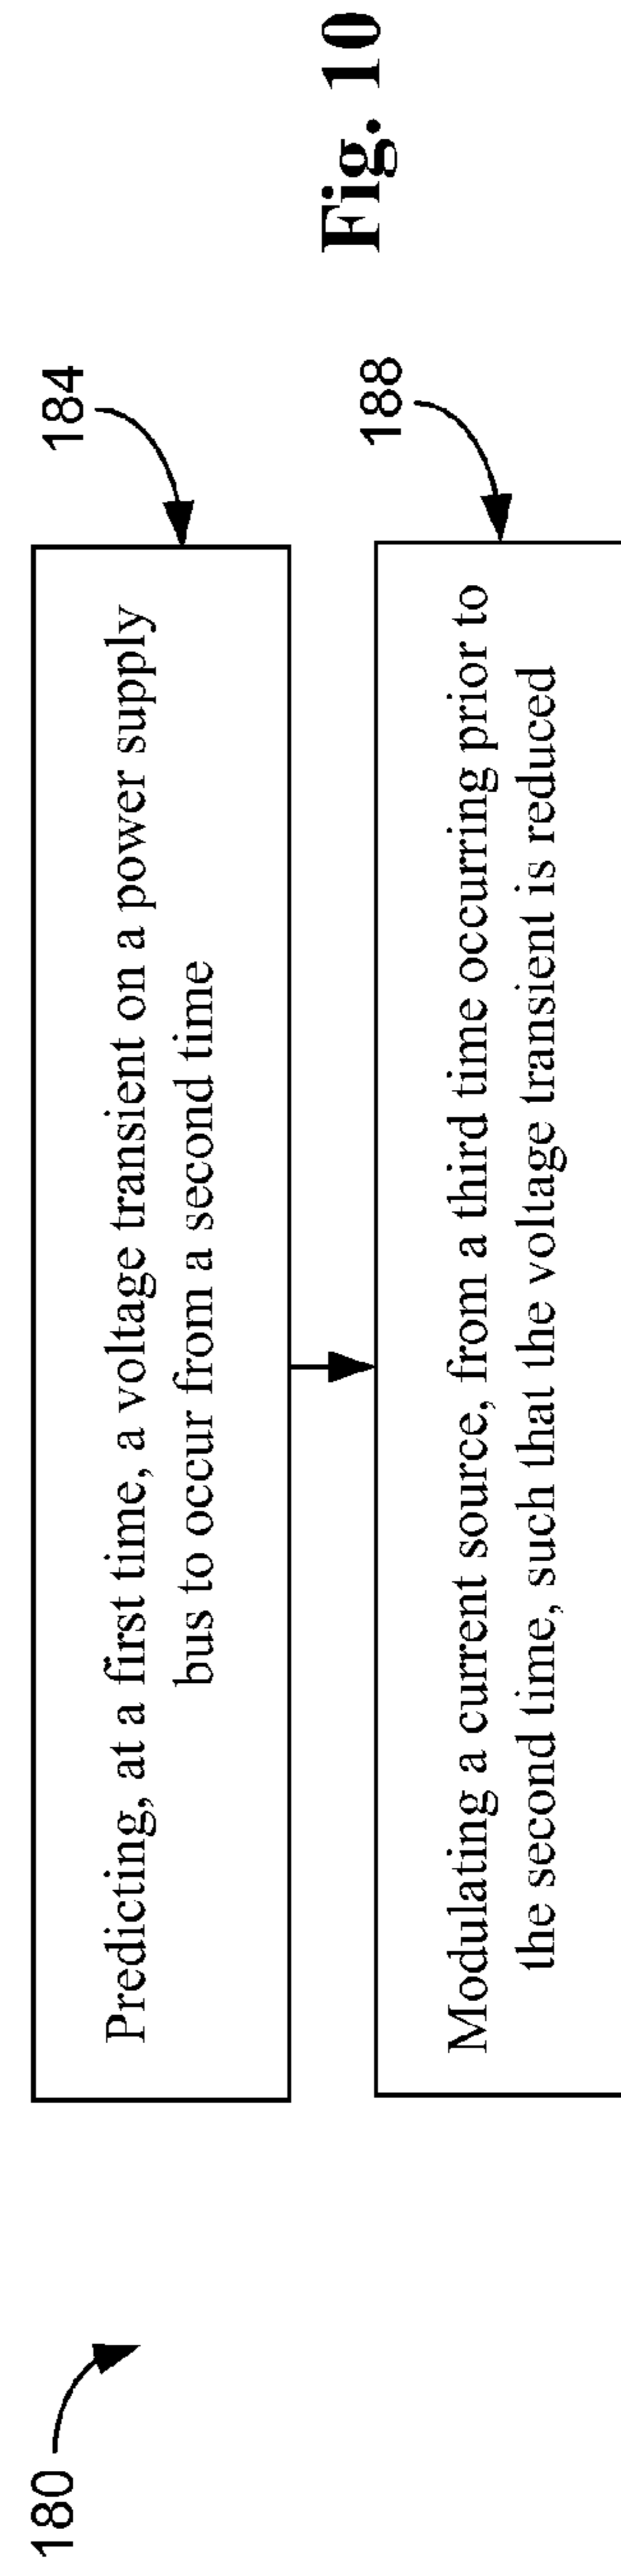 180
184
Predicting, at a first time, a voltage transient on a power supply
bus to occur from a second time
188
Modulating a current source, from a third time occurring prior to
the second time, such that the voltage transient is reduced
Fig. 10